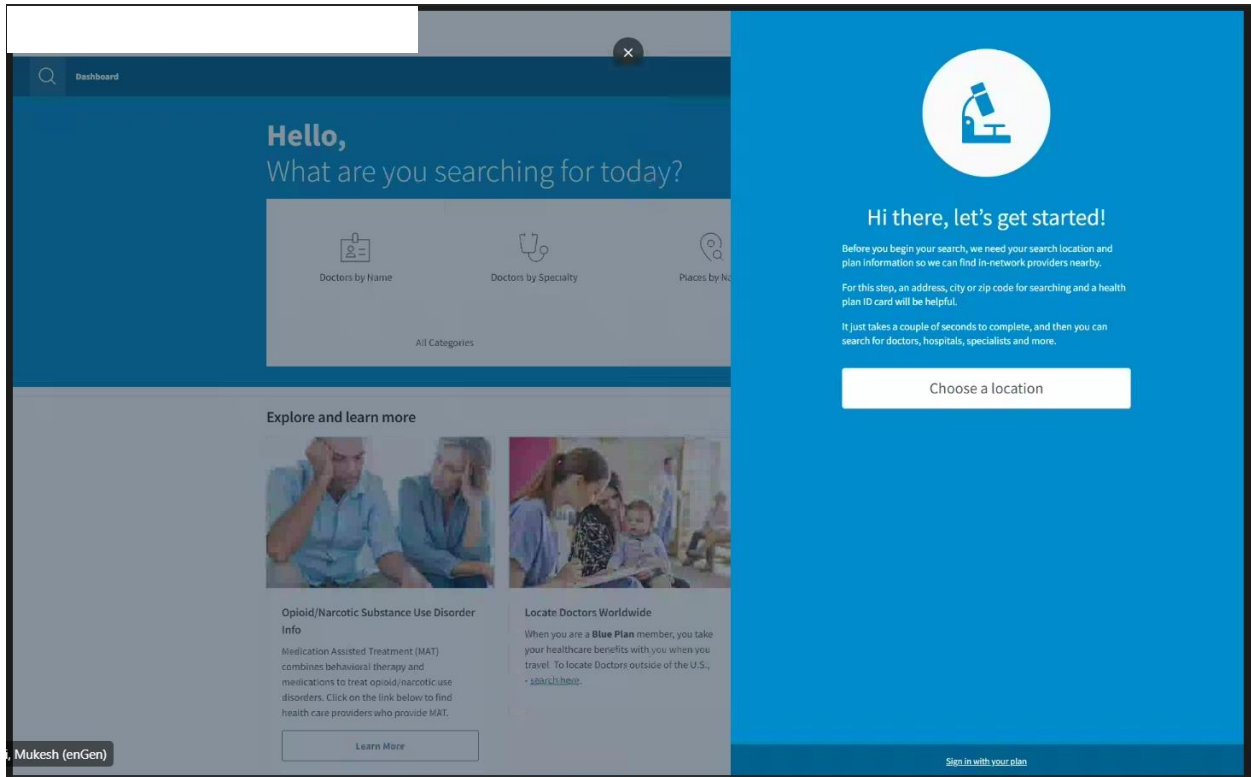 Dashboard
Hello,
What are you searching for today?
Doctors by Name
Doctors by Specialty
Places by
All Categories
Explore and learn more
Opioid/Narcotic Substance Use Disorder
Info
Medication Assisted Treatment (MAT)
combines behavioral therapy and
medications to treat opioid/narcotic use
disorders. Click on the link below to find
health care providers who provide MAT.
Learn More
Locate Doctors Worldwide
When you are a Blue Plan member, you take
your healthcare benefits with you when you
travel. To locate Doctors outside of the U.S.,
- search here.
Hi there, let's get started!
Before you begin your search, we need your search location and
plan information so we can find in-network providers nearby.
For this step, an address, city or zip code for searching and a health
plan ID card will be helpful.
It just takes a couple of seconds to complete, and then you can
search for doctors, hospitals, specialists and more.
Choose a location
Sign in with your plan
Mukesh (enGen)